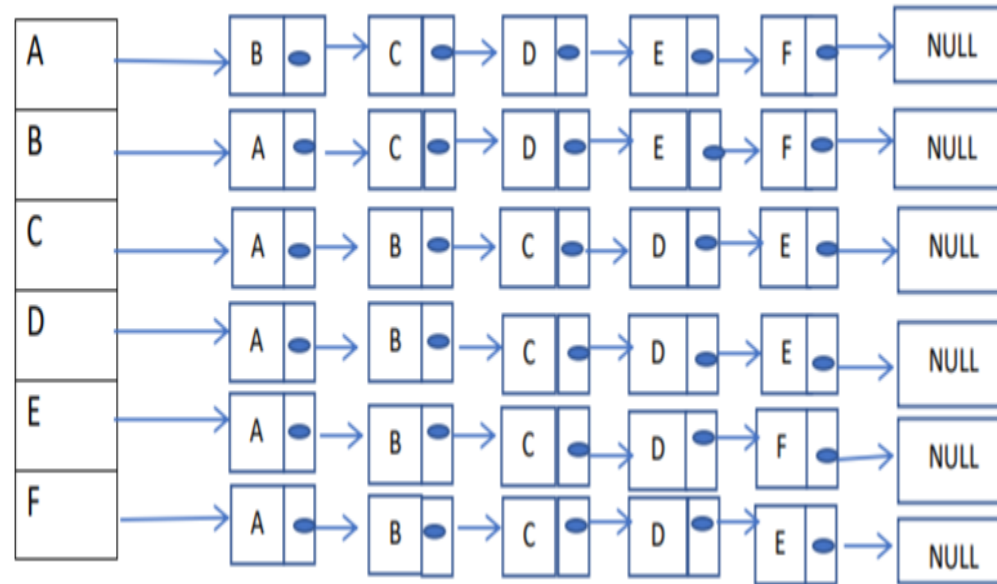 A B C D E F NULL
B A C D E F NULL
C A B C D E NULL
D A B C D E NULL
E A B C D F NULL
F A B C D E NULL